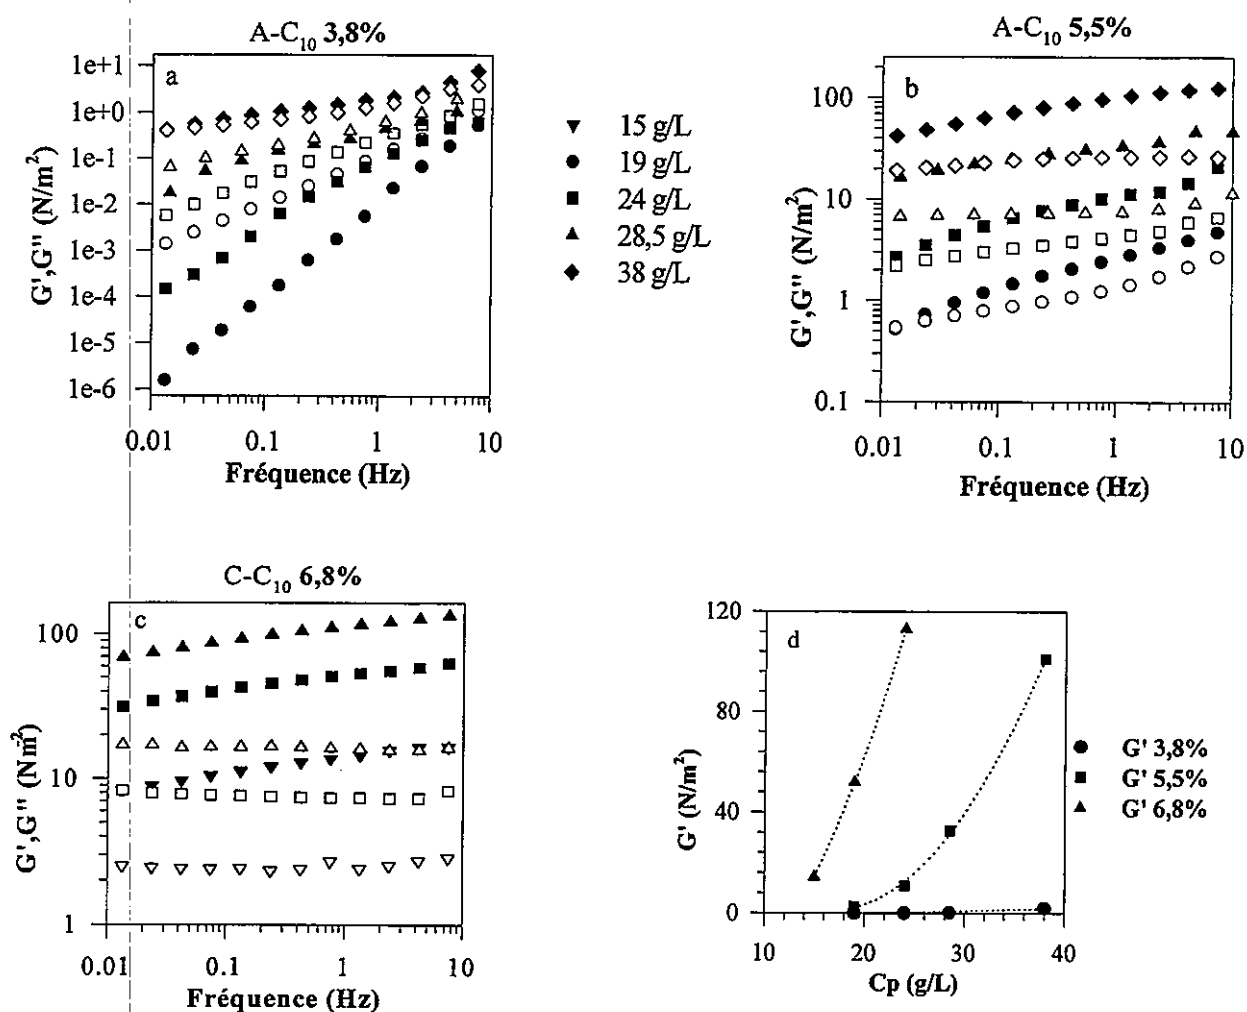 A-C10 3,8%
a
1e+1
1e+0
1e-1
1e-2
1e-3
1e-4
1e-5
1e-6
G',G'' (N/m²)
0.01 0.1 1 10
Fréquence (Hz)
15 g/L
19 g/L
24 g/L
28,5 g/L
38 g/L
A-C10 5,5%
b
100
10
1
0.1
G',G'' (N/m²)
0.01 0.1 1 10
Fréquence (Hz)
C-C10 6,8%
c
100
10
1
G',G'' (Nm-2)
0.01 0.1 1 10
Fréquence (Hz)
d
120
80
40
0
G' (N/m²)
10 20 30 40
Cp (g/L)
G' 3,8%
G' 5,5%
G' 6,8%